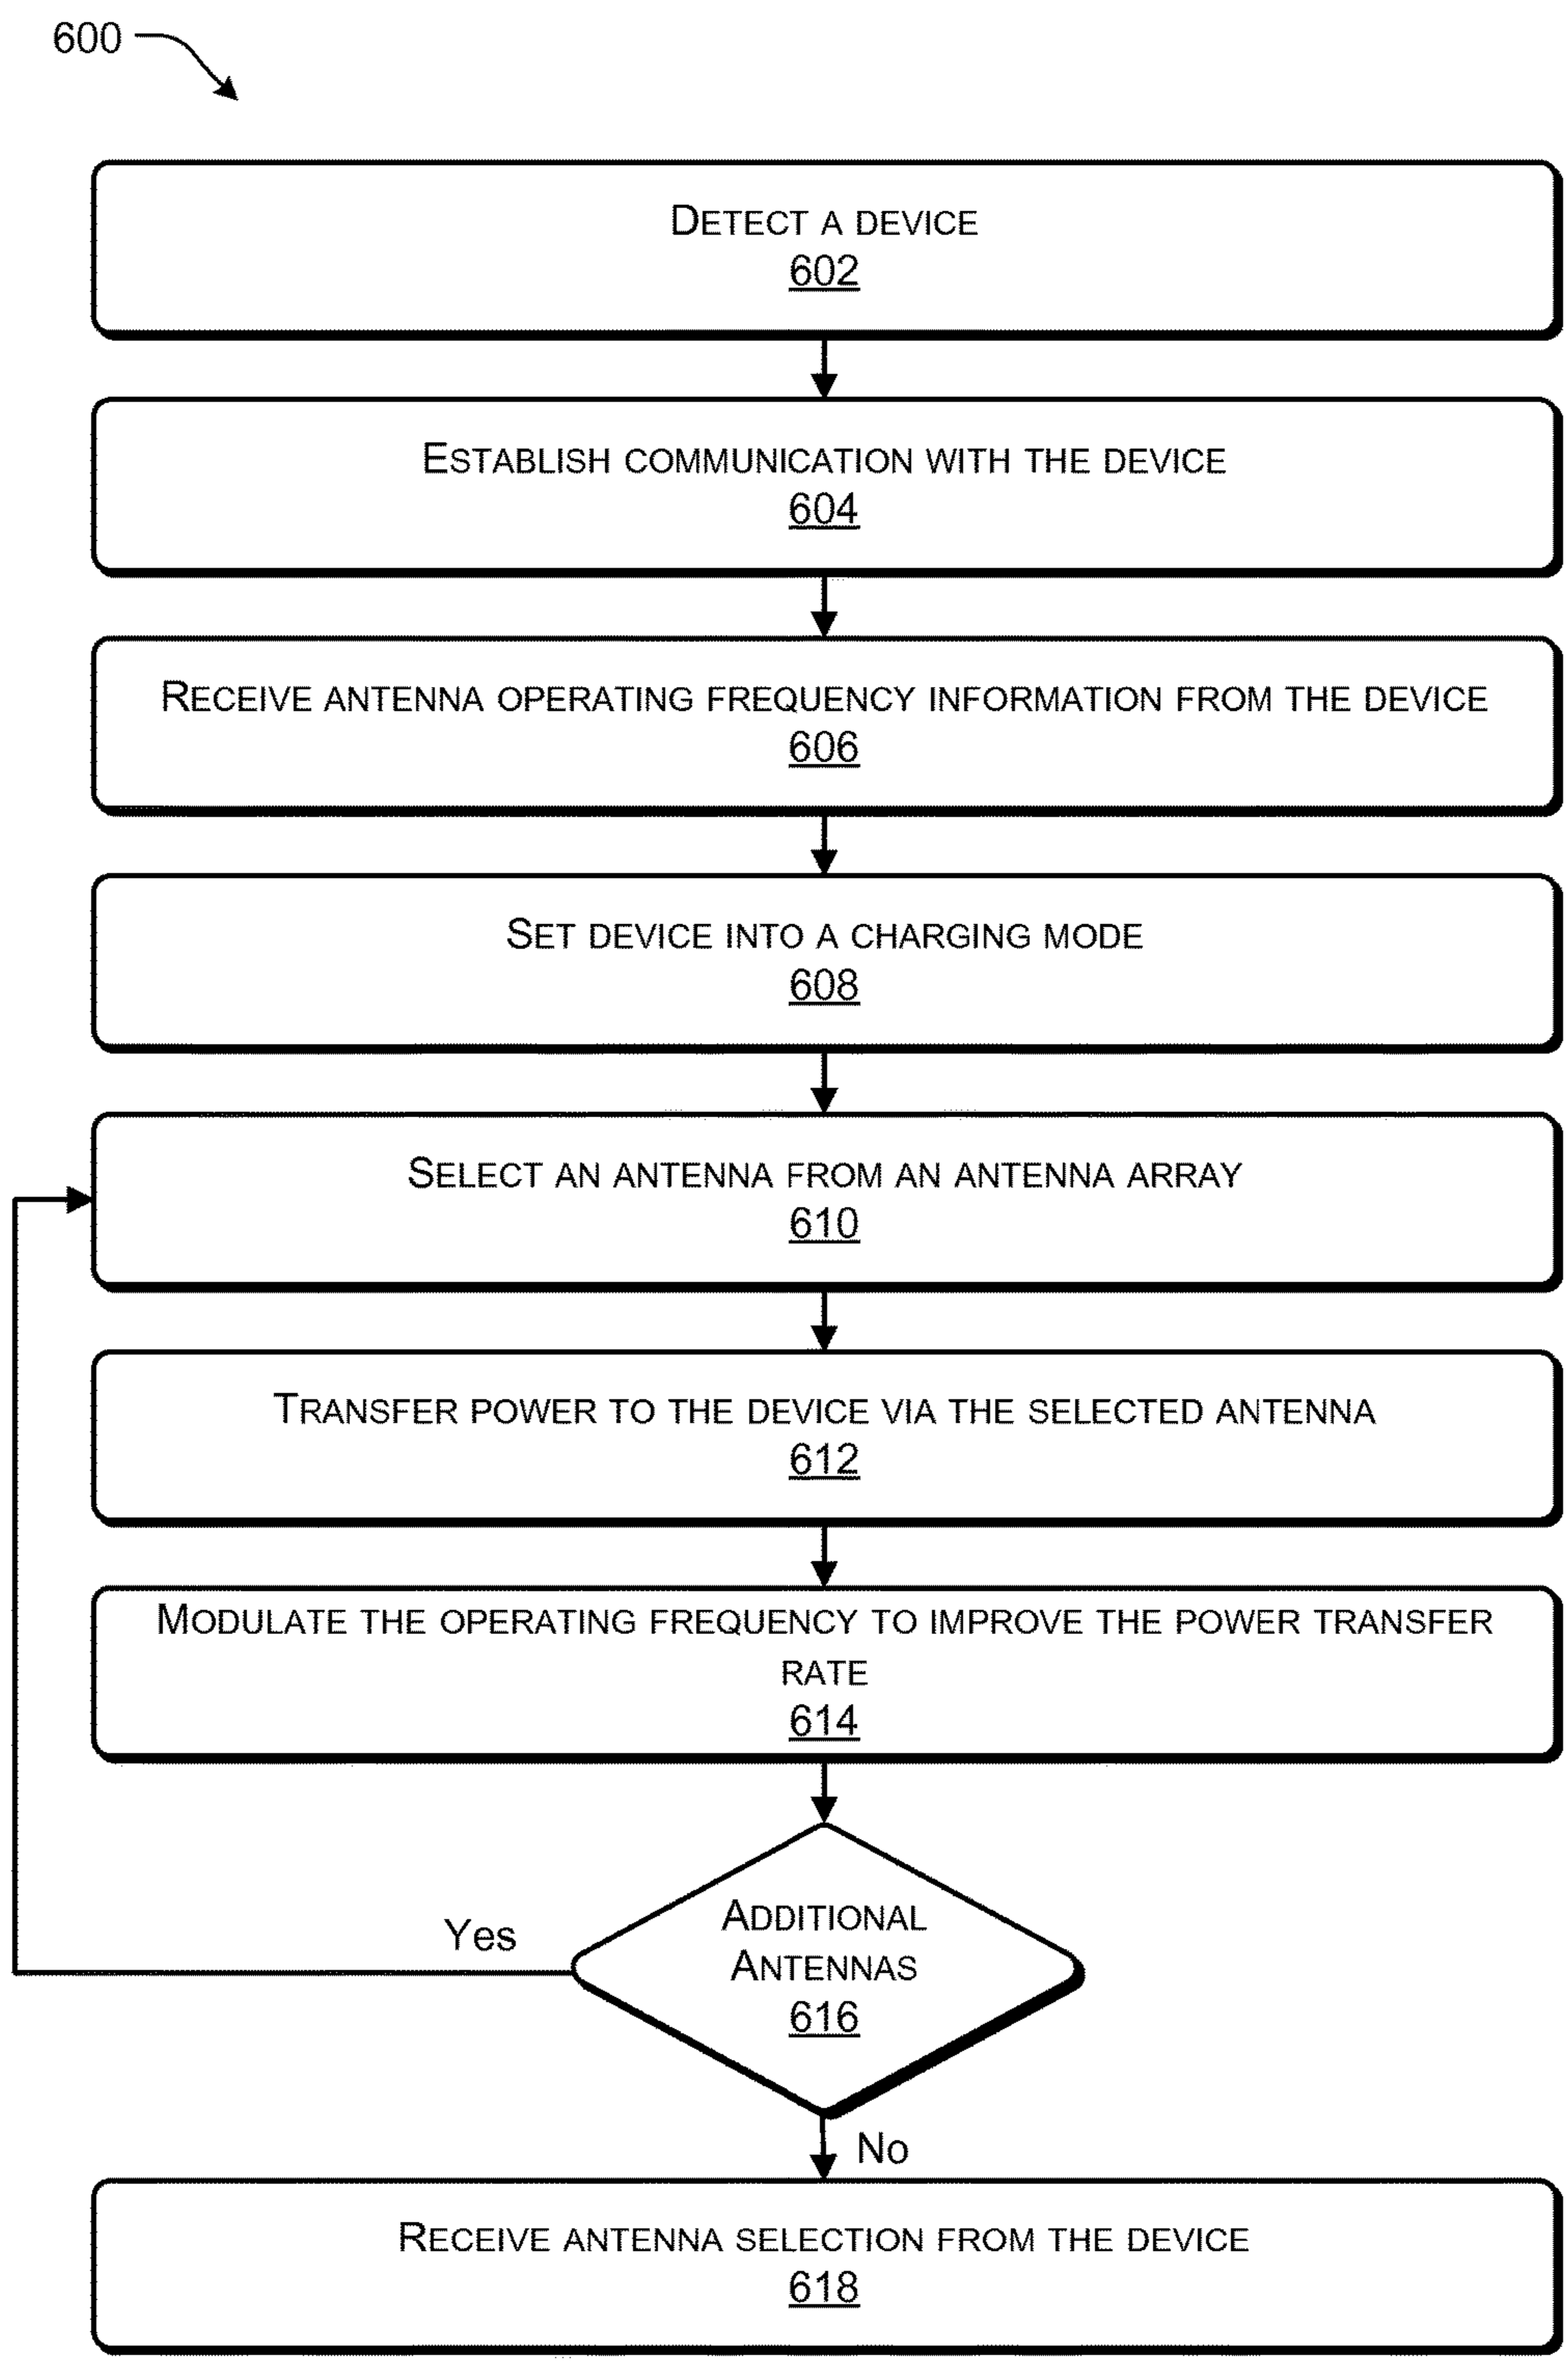 600
DETECT A DEVICE
602
ESTABLISH COMMUNICATION WITH THE DEVICE
604
RECEIVE ANTENNA OPERATING FREQUENCY INFORMATION FROM THE DEVICE
606
SET DEVICE INTO A CHARGING MODE
608
SELECT AN ANTENNA FROM AN ANTENNA ARRAY
610
TRANSFER POWER TO THE DEVICE VIA THE SELECTED ANTENNA
612
MODULATE THE OPERATING FREQUENCY TO IMPROVE THE POWER TRANSFER
RATE
614
ADDITIONAL
ANTENNAS
616
Yes
No
RECEIVE ANTENNA SELECTION FROM THE DEVICE
618